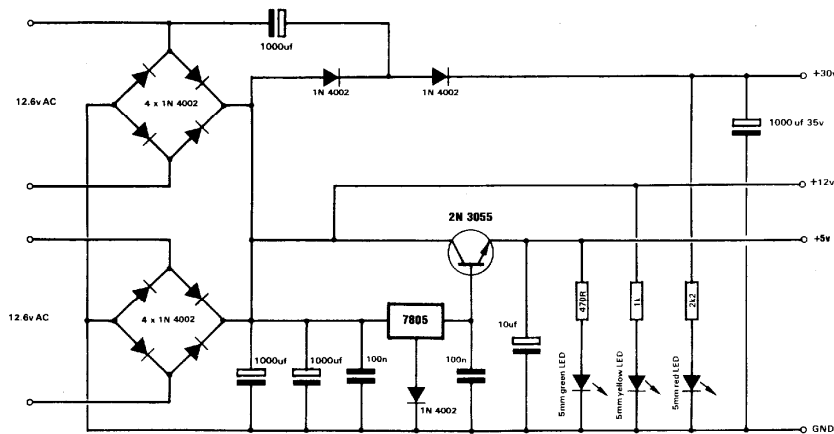 1000uf
+30v
1N 4002
1N 4002
12.6v AC
4 x 1N 4002
1000 uf 35v
+12v
2N 3055
+5v
12.6v AC
4 x 1N 4002
7805
470R
1k
2k2
10uf
1000uf
1000uf
100n
100n
1N 4002
5mm green LED
5mm yellow LED
5mm red LED
GND